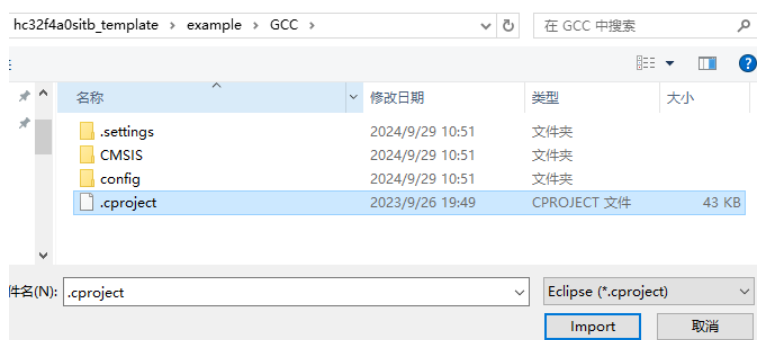 hc32f4a0sitb_template > example > GCC >
在 GCC 中搜索
名称 修改日期 类型 大小
.settings 2024/9/29 10:51 文件夹
CMSIS 2024/9/29 10:51 文件夹
config 2024/9/29 10:51 文件夹
.cproject 2023/9/26 19:49 CPROJECT 文件 43 KB
件名(N): .cproject Eclipse (*.cproject)
Import 取消